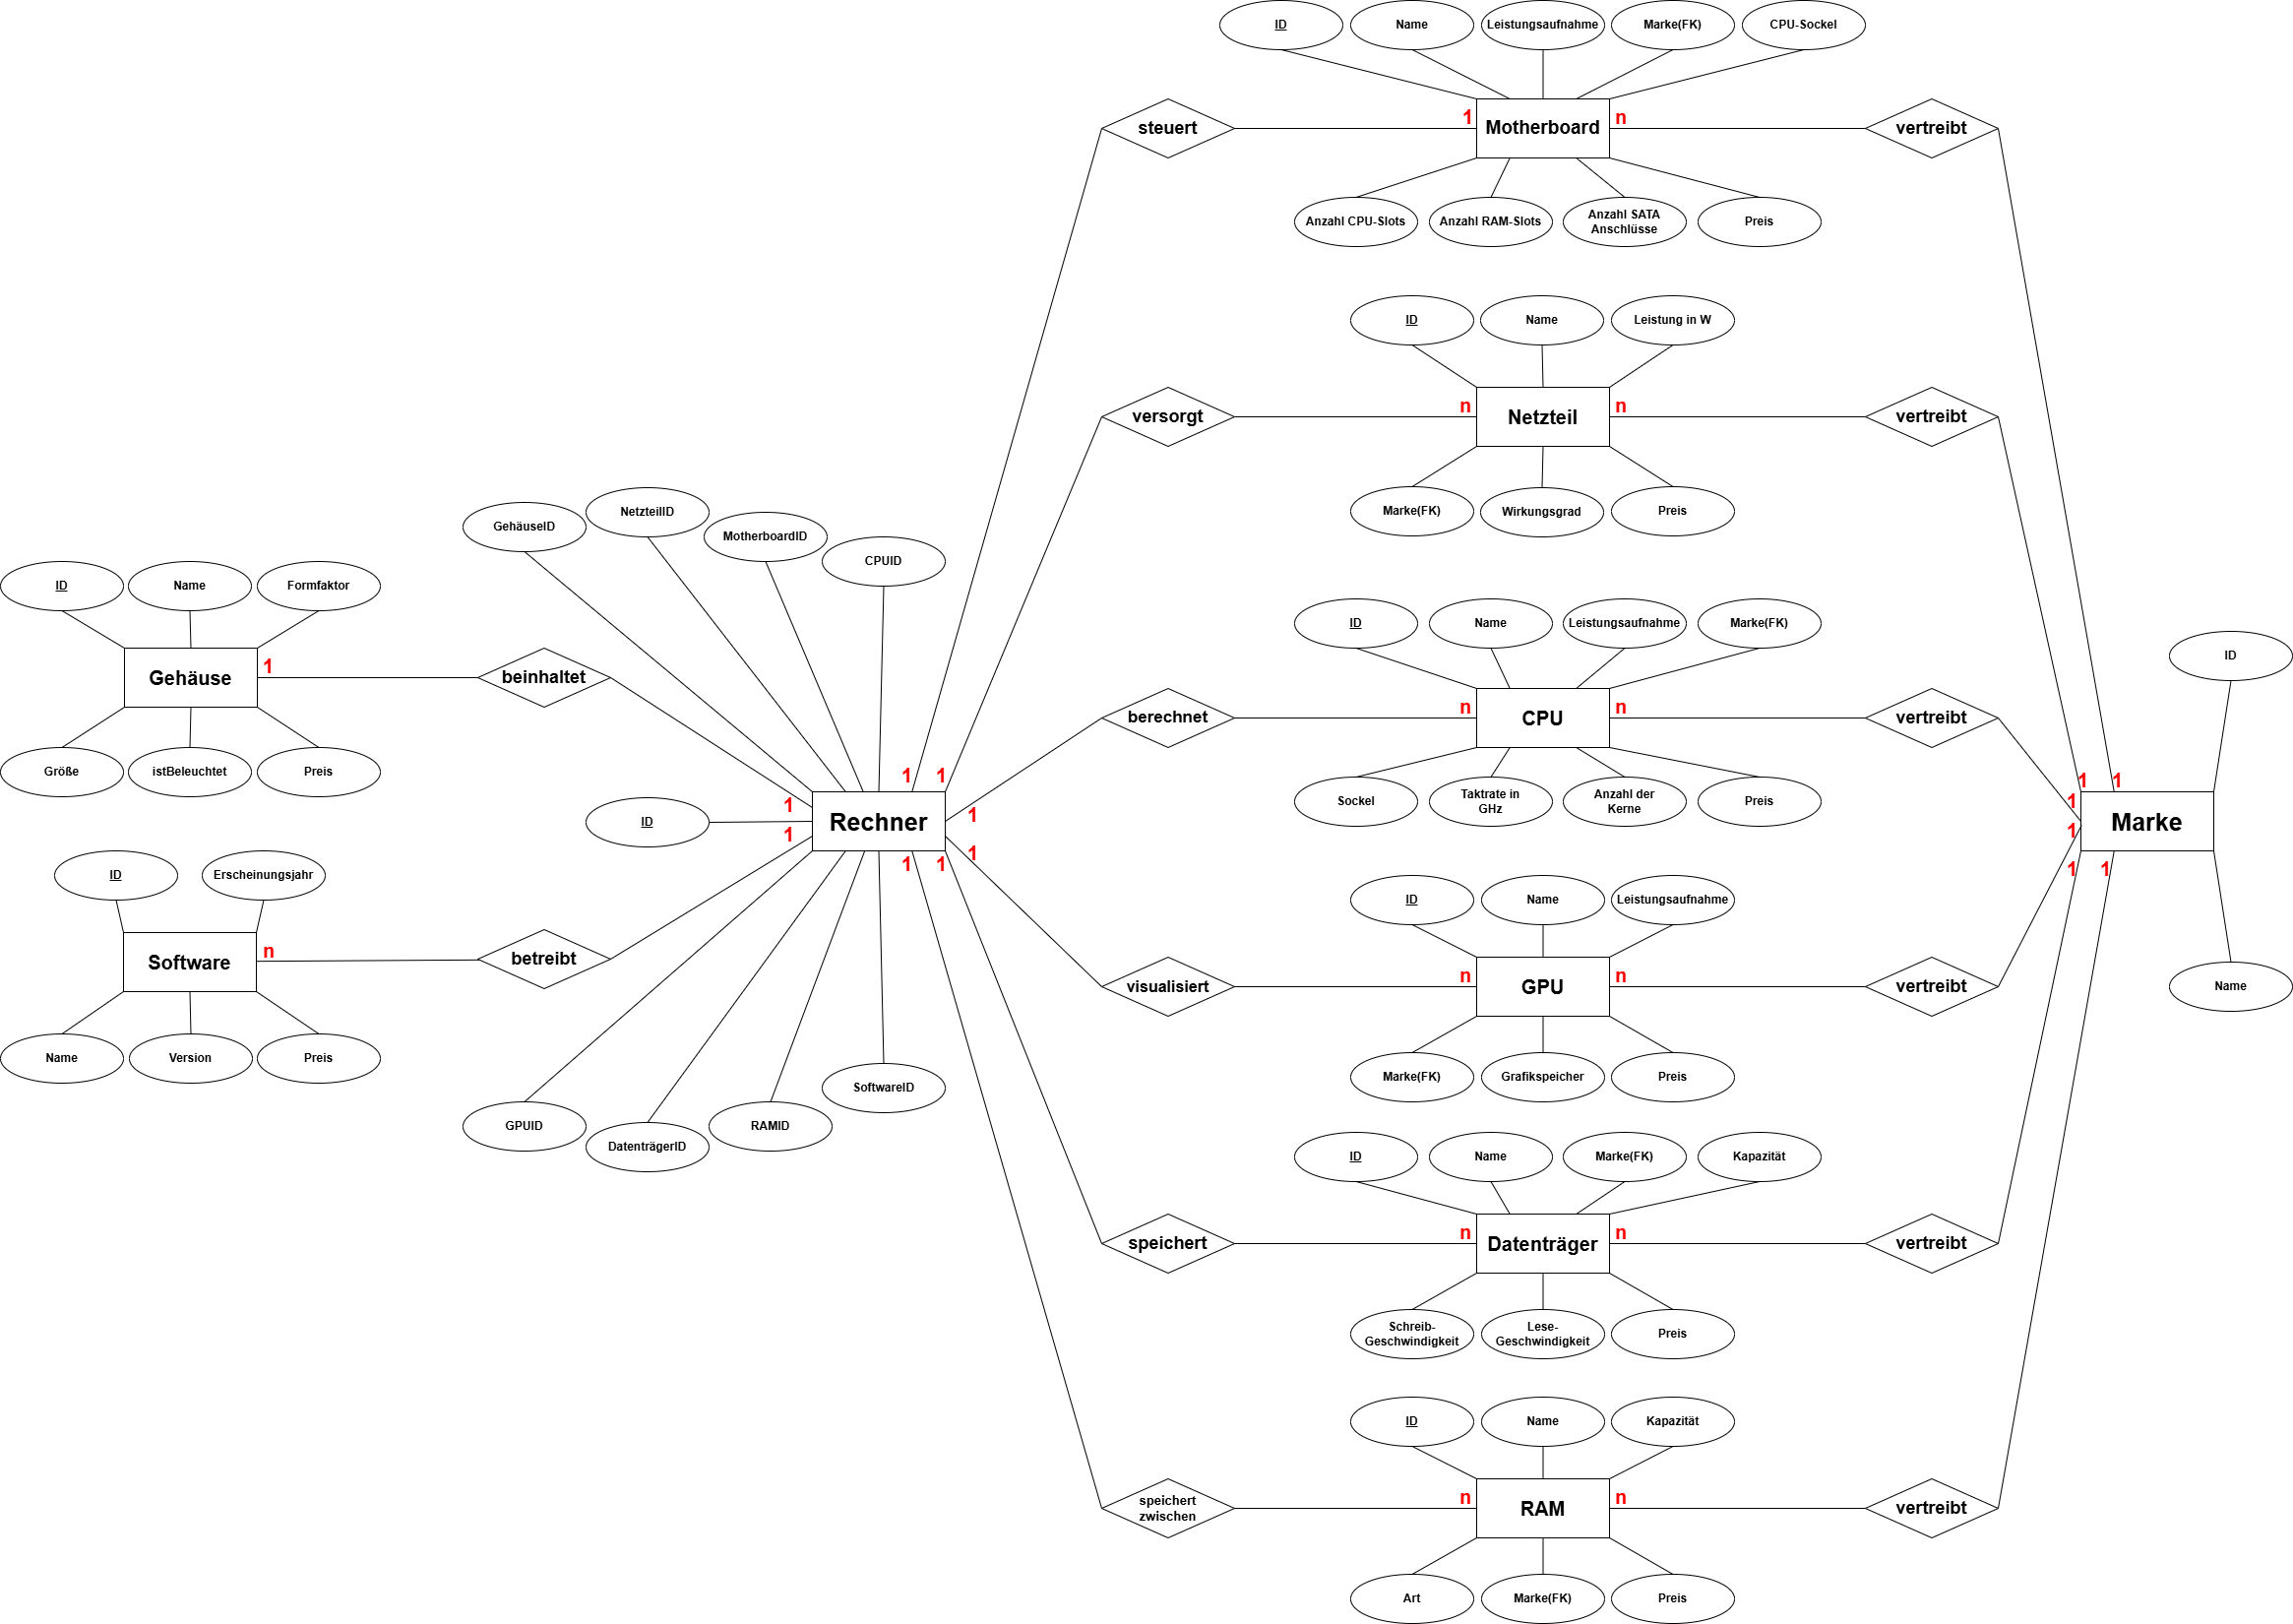 ID
Name
Leistungsaufnahme
Marke(FK)
CPU-Sockel
steuert
1
Motherboard
n
vertreibt
Anzahl CPU-Slots
Anzahl RAM-Slots
Anzahl SATA
Anschlüsse
Preis
ID
Name
Leistung in W
versorgt
n
Netzteil
n
vertreibt
Marke(FK)
Wirkungsgrad
Preis
GehäuseID
NetzteilID
MotherboardID
CPUID
ID
Name
Formfaktor
Gehäuse
1
beinhaltet
Größe
istBeleuchtet
Preis
ID
Name
Leistungsaufnahme
Marke(FK)
berechnet
n
CPU
n
vertreibt
Sockel
Taktrate in
GHz
Anzahl der
Kerne
Preis
ID
1
1
1
1
1
1
1
1
1
1
Rechner
ID
1
1
1
1
1
1
Marke
Name
ID
Erscheinungsjahr
Software
n
betreibt
Name
Version
Preis
GPUID
DatenträgerID
RAMID
SoftwareID
ID
Name
Leistungsaufnahme
visualisiert
n
GPU
n
vertreibt
Marke(FK)
Grafikspeicher
Preis
ID
Name
Marke(FK)
Kapazität
speichert
n
Datenträger
n
vertreibt
Schreib-
Geschwindigkeit
Lese-
Geschwindigkeit
Preis
ID
Name
Kapazität
speichert
zwischen
n
RAM
n
vertreibt
Art
Marke(FK)
Preis